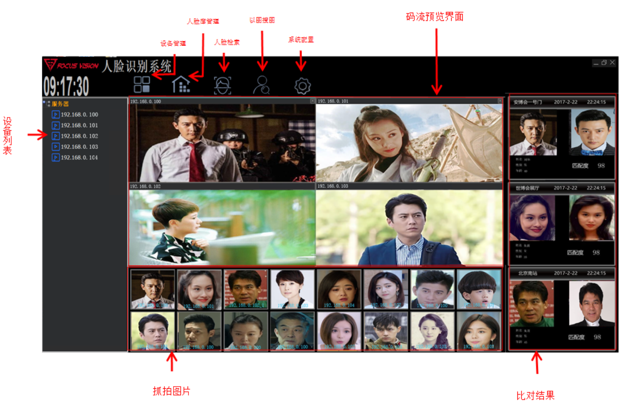 码流预览界面
人脸库管理
设备管理
人脸检索
以图搜图
系统配置
FOCUS VISION 人脸识别系统
09:17:30
服务器
192.168.0.100
192.168.0.101
192.168.0.102
192.168.0.103
192.168.0.104
设备列表
192.168.0.100
192.168.0.101
192.168.0.102
192.168.0.103
安博会一号门 2017-2-22 22:24:15
匹配度 98
安博会展厅 2017-2-22 22:24:15
匹配度 98
北京南站 2017-2-22 22:24:15
匹配度 98
抓拍图片
比对结果